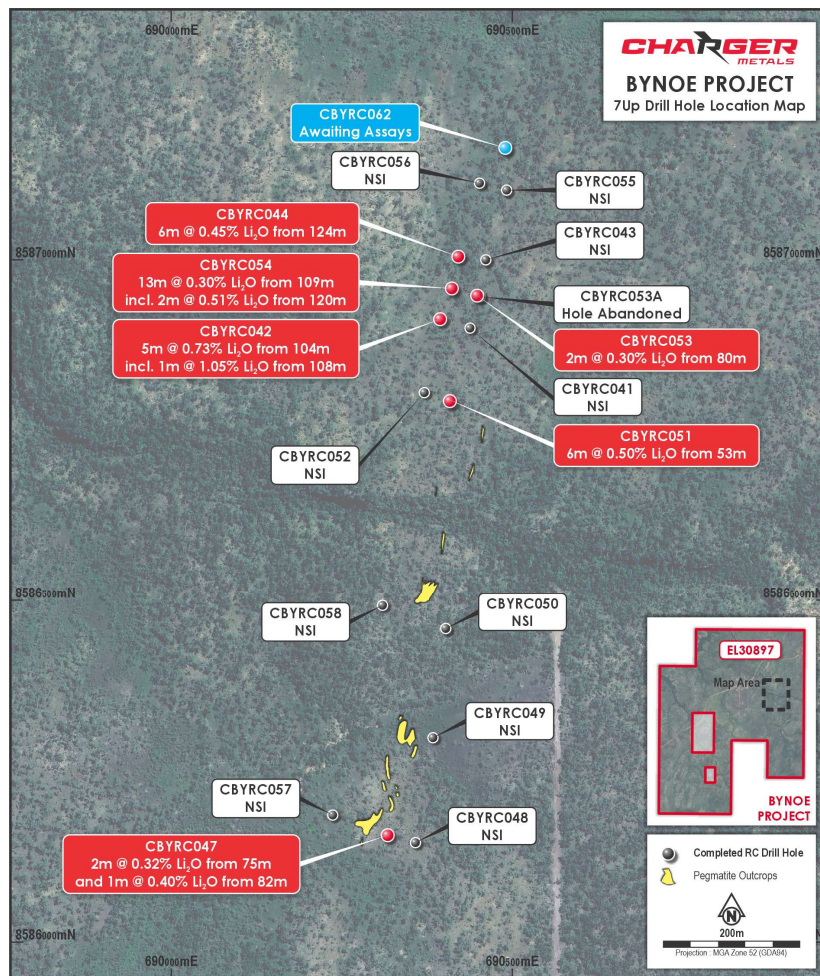 690000mE
690500mE
CHARGER
METALS
BYNOE PROJECT
7Up Drill Hole Location Map
CBYRC062
Awaiting Assays
CBYRC056
NSI
CBYRC055
NSI
CBYRC044
6m @ 0.45% Li₂O from 124m
CBYRC043
NSI
8587000mN
8587000mN
CBYRC054
13m @ 0.30% Li₂O from 109m
incl. 2m @ 0.51% Li₂O from 120m
CBYRC053A
Hole Abandoned
CBYRC042
5m @ 0.73% Li₂O from 104m
incl. 1m @ 1.05% Li₂O from 108m
CBYRC053
2m @ 0.30% Li₂O from 80m
CBYRC041
NSI
CBYRC052
NSI
CBYRC051
6m @ 0.50% Li₂O from 53m
8586500mN
8586500mN
CBYRC058
NSI
CBYRC050
NSI
EL30897
Map Area
CBYRC049
NSI
CBYRC057
NSI
BYNOE
PROJECT
CBYRC047
2m @ 0.32% Li₂O from 75m
and 1m @ 0.40% Li₂O from 82m
CBYRC048
NSI
Completed RC Drill Hole
Pegmatite Outcrops
N
200m
Projection : MGA Zone 52 (GDA94)
8586000mN
690000mE
690500mE